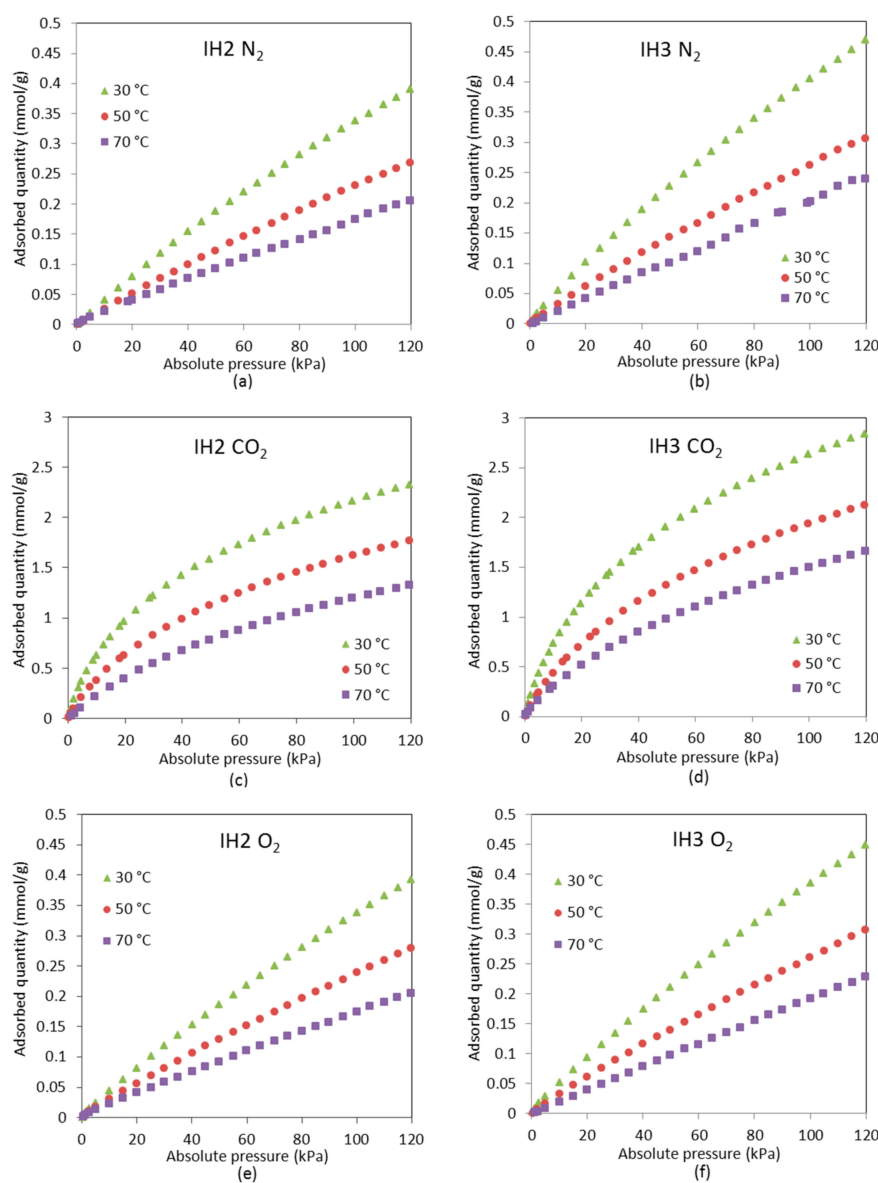 IH2 N₂
Adsorbed quantity (mmol/g)
0.5
0.45
0.4
0.35
0.3
0.25
0.2
0.15
0.1
0.05
0
30 °C
50 °C
70 °C
0 20 40 60 80 100 120
Absolute pressure (kPa)
(a)
IH3 N₂
Adsorbed quantity (mmol/g)
0.5
0.45
0.4
0.35
0.3
0.25
0.2
0.15
0.1
0.05
0
30 °C
50 °C
70 °C
0 20 40 60 80 100 120
Absolute pressure (kPa)
(b)
IH2 CO₂
Adsorbed quantity (mmol/g)
3
2.5
2
1.5
1
0.5
0
30 °C
50 °C
70 °C
0 20 40 60 80 100 120
Absolute pressure (kPa)
(c)
IH3 CO₂
Adsorbed quantity (mmol/g)
3
2.5
2
1.5
1
0.5
0
30 °C
50 °C
70 °C
0 20 40 60 80 100 120
Absolute pressure (kPa)
(d)
IH2 O₂
Adsorbed quantity (mmol/g)
0.5
0.45
0.4
0.35
0.3
0.25
0.2
0.15
0.1
0.05
0
30 °C
50 °C
70 °C
0 20 40 60 80 100 120
Absolute pressure (kPa)
(e)
IH3 O₂
Adsorbed quantity (mmol/g)
0.5
0.45
0.4
0.35
0.3
0.25
0.2
0.15
0.1
0.05
0
30 °C
50 °C
70 °C
0 20 40 60 80 100 120
Absolute pressure (kPa)
(f)